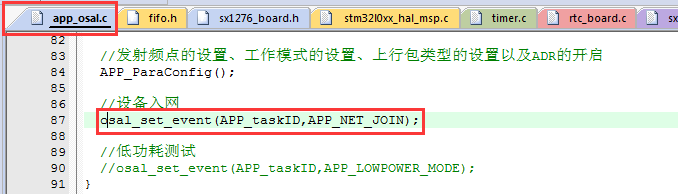 app_osal.c fifo.h sx1276_board.h stm32l0xx_hal_msp.c timer.c rtc_board.c sx
82
83 //发射频点的设置、工作模式的设置、上行包类型的设置以及ADR的开启
84 APP_ParaConfig();
85
86 //设备入网
87 osal_set_event(APP_taskID,APP_NET_JOIN);
88
89 //低功耗测试
90 //osal_set_event(APP_taskID,APP_LOWPOWER_MODE);
91 }